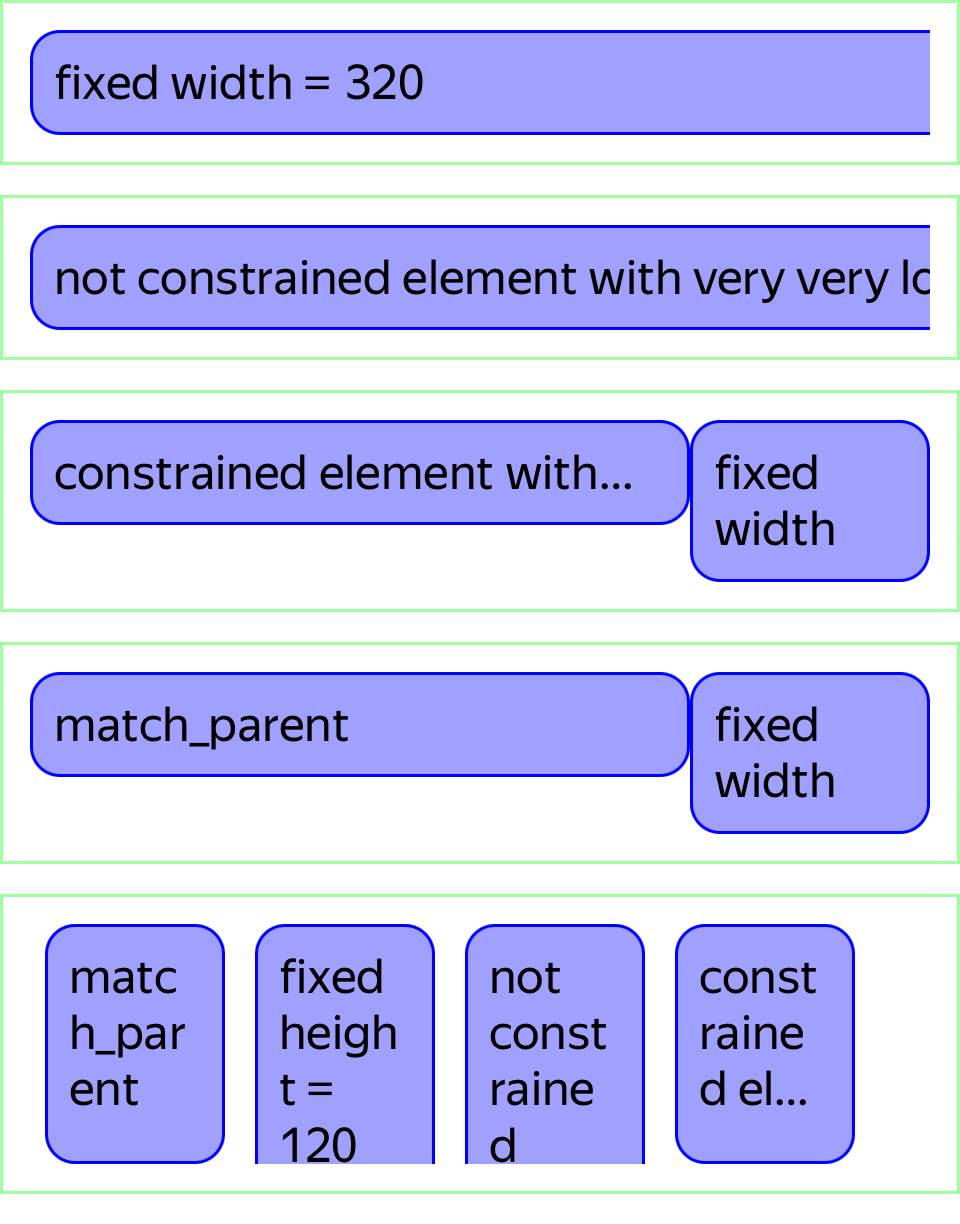 fixed width = 320
not constrained element with very very lo
constrained element with...
fixed
width
match_parent
fixed
width
matc
h_par
ent
fixed
heigh
t =
120
not
const
raine
d
const
raine
d el...